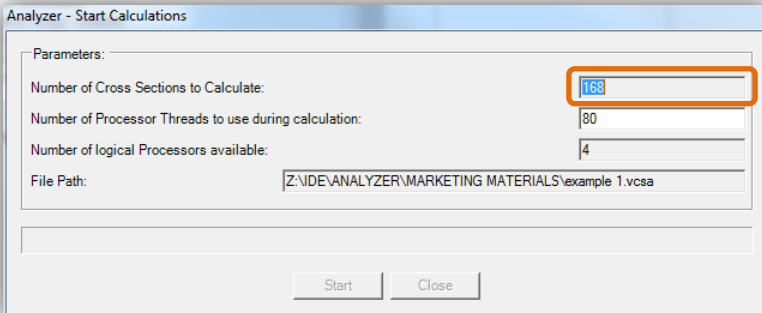 Analyzer - Start Calculations
Parameters:
Number of Cross Sections to Calculate: 168
Number of Processor Threads to use during calculation: 80
Number of logical Processors available: 4
File Path: Z:\IDE\ANALYZER\MARKETING MATERIALS\example 1.vcsa
Start Close